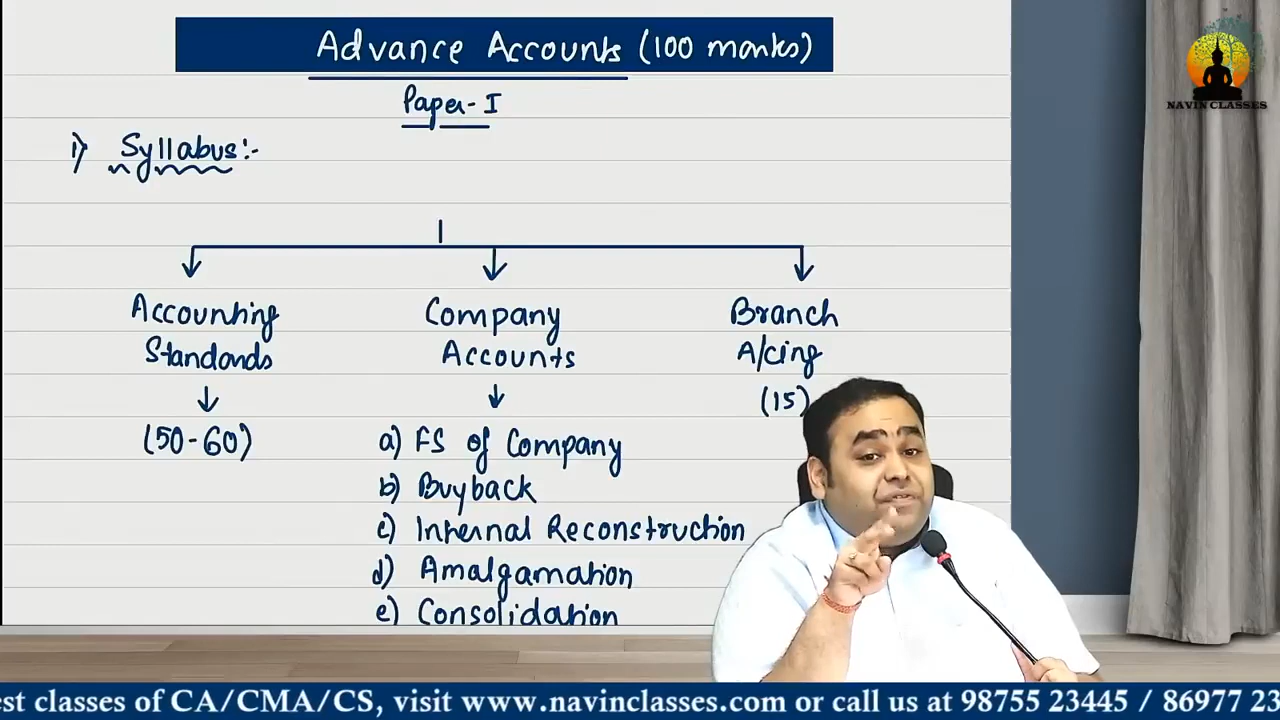 Advance Accounts (100 marks)
Paper-I
1) Syllabus:-
Accounting Standards
(50-60)
Company Accounts
a) FS of Company
b) Buyback
c) Internal Reconstruction
d) Amalgamation
e) Consolidation
Branch A/cing
(15)
NAVIN CLASSES
est classes of CA/CMA/CS, visit www.navinclasses.com or call us at 98755 23445 / 86977 23